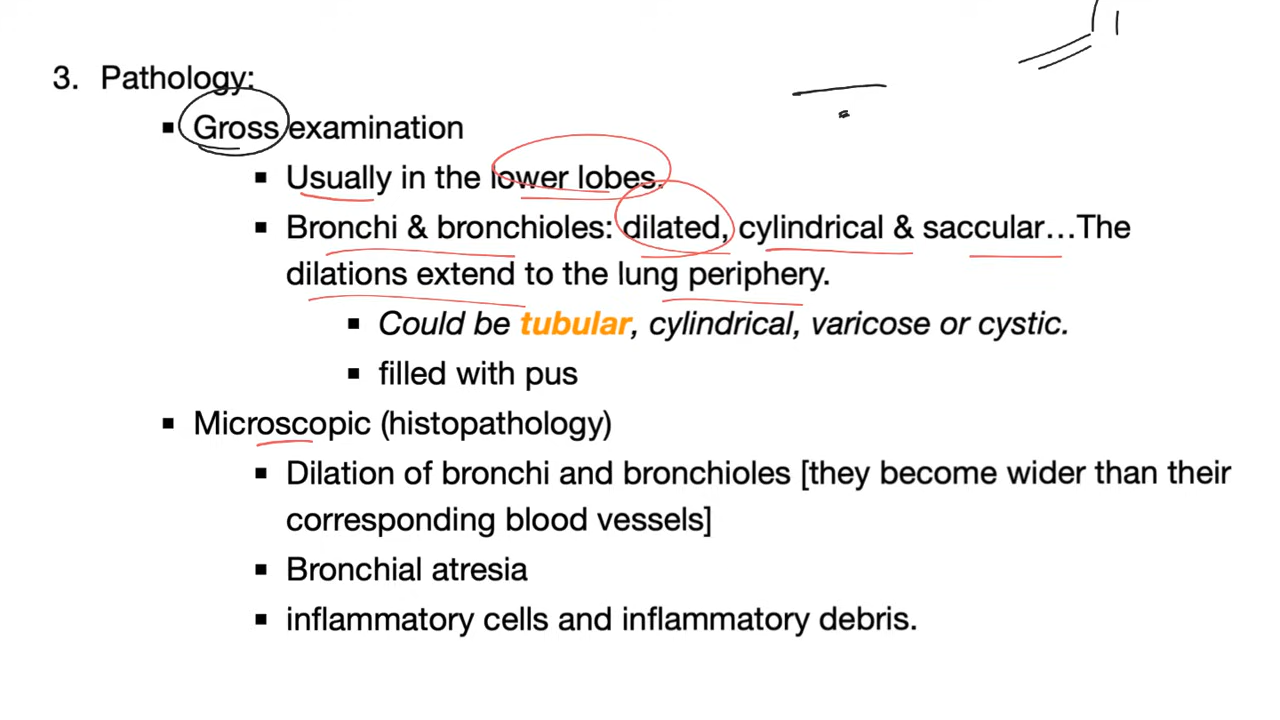 3. Pathology:
▪ Gross examination
▪ Usually in the lower lobes.
▪ Bronchi & bronchioles: dilated, cylindrical & saccular…The
dilations extend to the lung periphery.
▪ Could be tubular, cylindrical, varicose or cystic.
▪ filled with pus
▪ Microscopic (histopathology)
▪ Dilation of bronchi and bronchioles [they become wider than their
corresponding blood vessels]
▪ Bronchial atresia
▪ inflammatory cells and inflammatory debris.